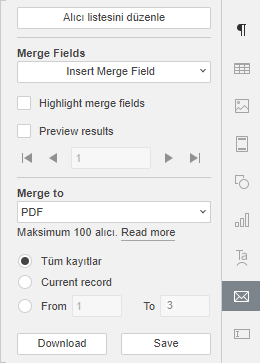 Alıcı listesini düzenle
Merge Fields
Insert Merge Field
Highlight merge fields
Preview results
1
Merge to
PDF
Maksimum 100 alıcı. Read more
Tüm kayıtlar
Current record
From 1 To 3
Download Save